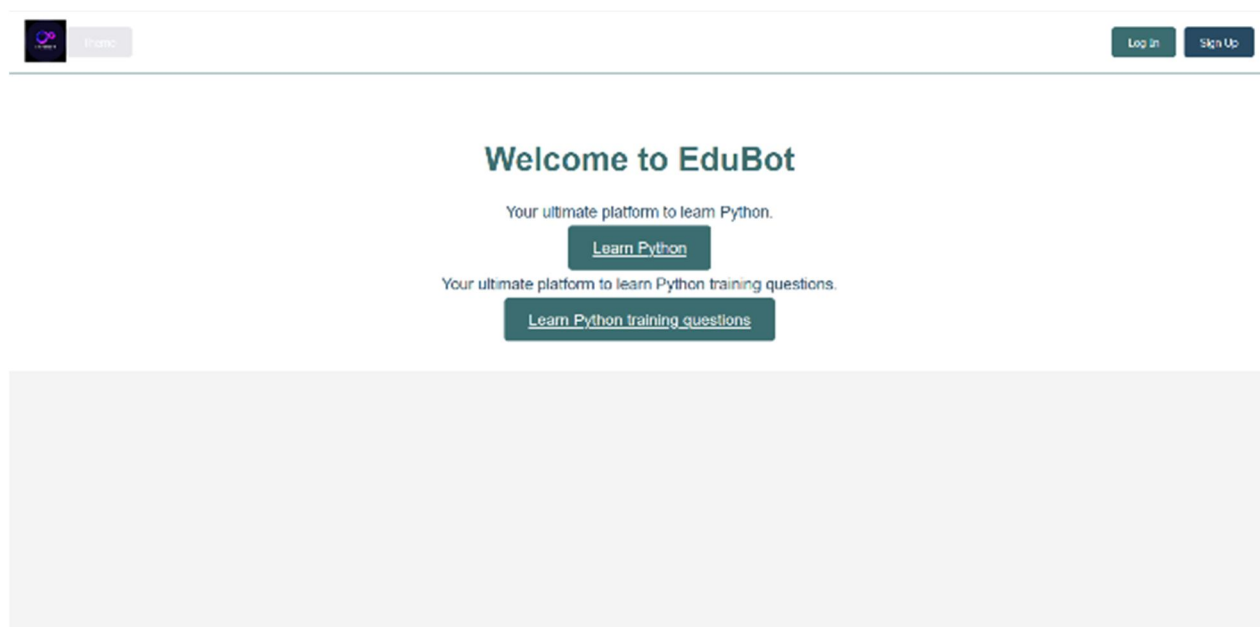 Log In
Sign Up
Welcome to EduBot
Your ultimate platform to learn Python.
Learn Python
Your ultimate platform to learn Python training questions.
Learn Python training questions